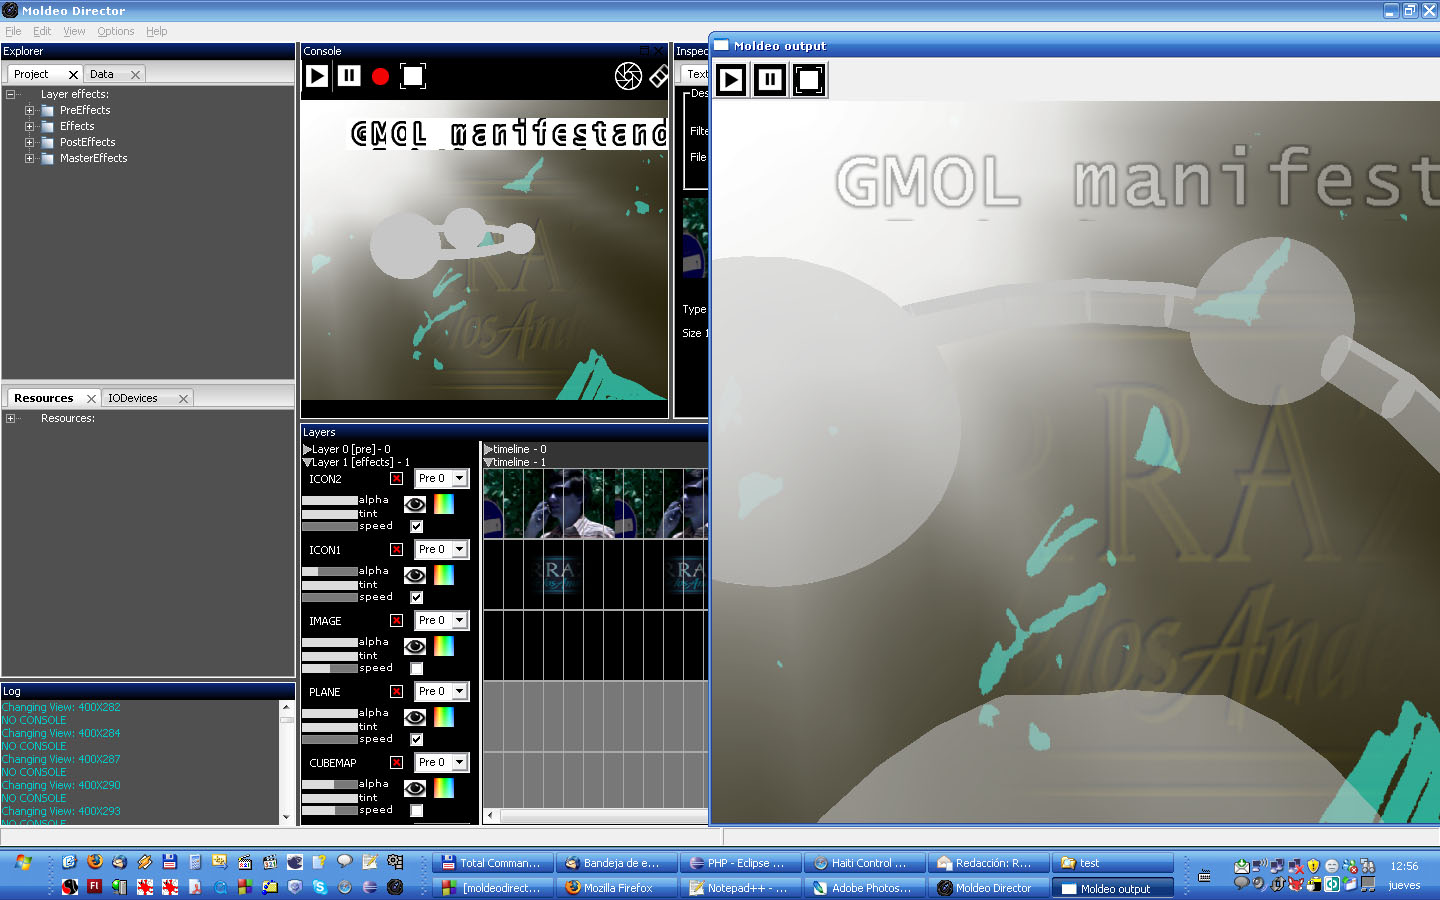 Moldeo Director
File Edit View Options Help
Explorer
Project
Data
Layer effects:
PreEffects
Effects
PostEffects
MasterEffects
Resources
IODevices
Resources:
Log
Changing View: 400X282
NO CONSOLE
Changing View: 400X284
NO CONSOLE
Changing View: 400X287
NO CONSOLE
Changing View: 400X290
NO CONSOLE
Changing View: 400X293
NO CONSOLE
Console
GMOL manifestand
RRA
los And
Inspec
Text
Des
Filte
File
Type
Size 1
Layers
Layer 0 [pre] - 0
Layer 1 [effects] - 1
timeline - 0
timeline - 1
ICON2
Pre 0
alpha
tint
speed
ICON1
Pre 0
alpha
tint
speed
IMAGE
Pre 0
alpha
tint
speed
PLANE
Pre 0
alpha
tint
speed
CUBEMAP
Pre 0
alpha
tint
speed
Moldeo output
GMOL manifest
RRA
los And
Total Comman...
Bandeja de e...
PHP - Eclipse ...
Haiti Control ...
Redacción: R...
test
12:56
[moldeodirect...
Mozilla Firefox
Notepad++ - ...
Adobe Photos...
Moldeo Director
Moldeo output
jueves